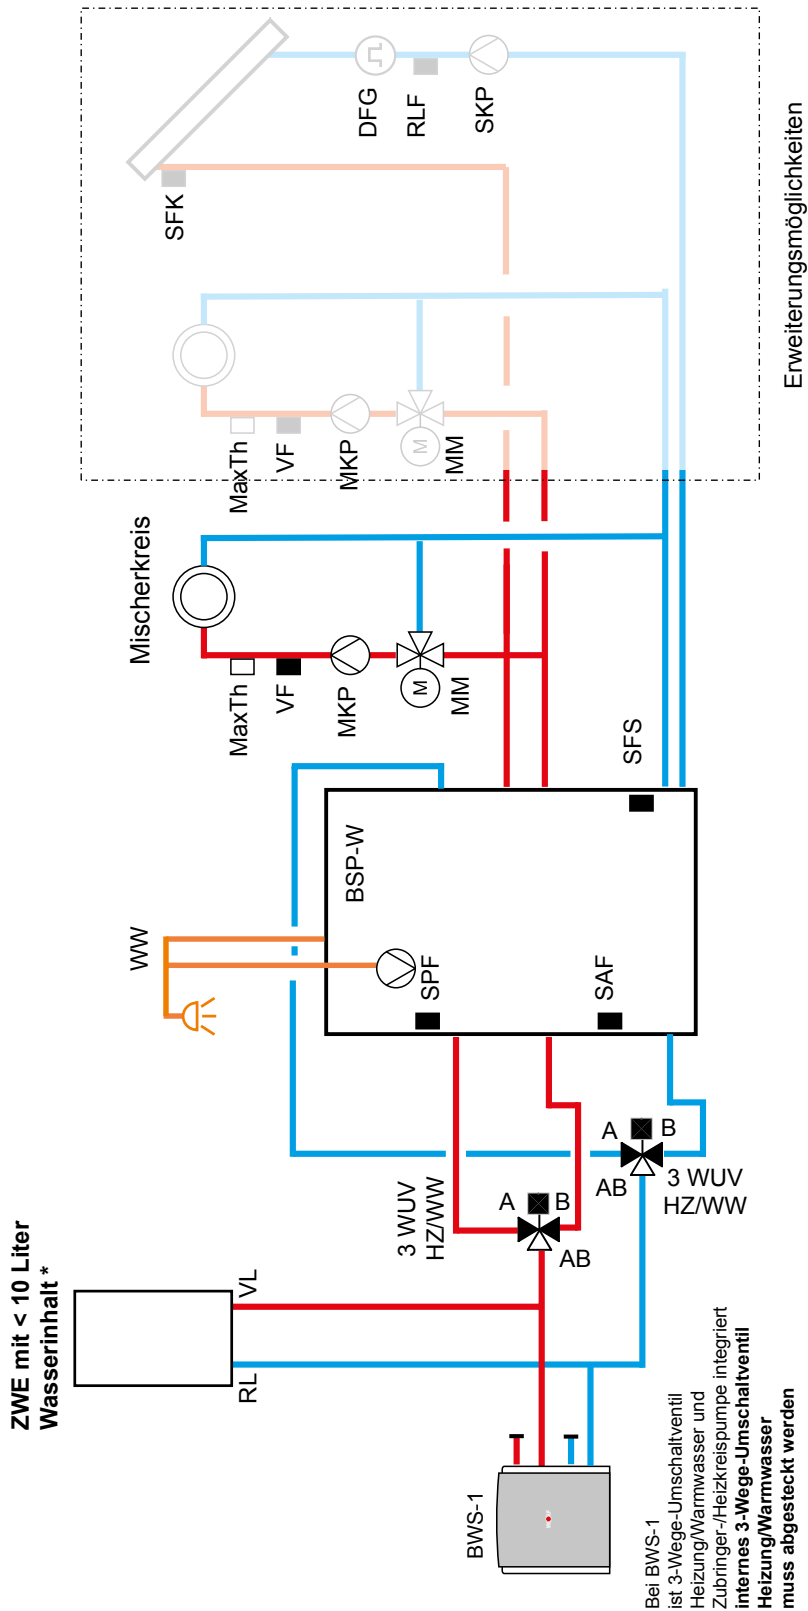 ZWE mit < 10 Liter
Wasserinhalt *
RL
VL
BWS-1
Bei BWS-1
ist 3-Wege-Umschaltventil
Heizung/Warmwasser und
Zubringer-/Heizkreispumpe integriert
internes 3-Wege-Umschaltventil
Heizung/Warmwasser
muss abgesteckt werden
3 WUV
HZ/WW
A
B
AB
A
B
AB
3 WUV
HZ/WW
WW
BSP-W
SPF
SAF
SFS
Mischerkreis
MaxTh
VF
MKP
M
MM
MaxTh
VF
MKP
M
MM
SFK
DFG
RLF
SKP
Erweiterungsmöglichkeiten